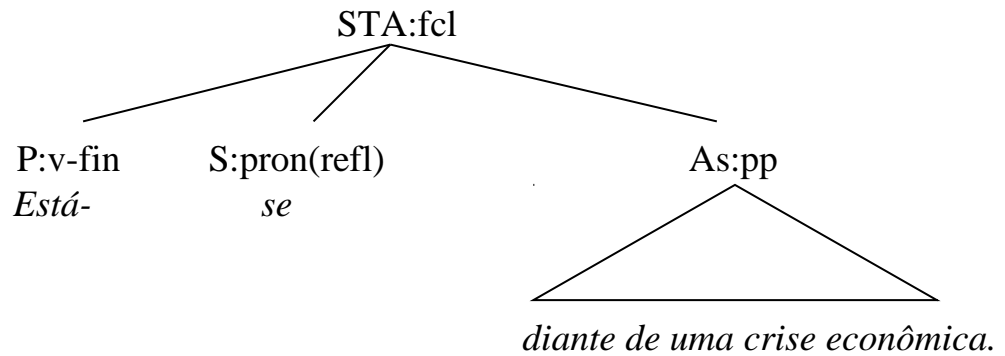 STA:fcl
P:v-fin S:pron(refl) As:pp
Está- se
diante de uma crise econômica.